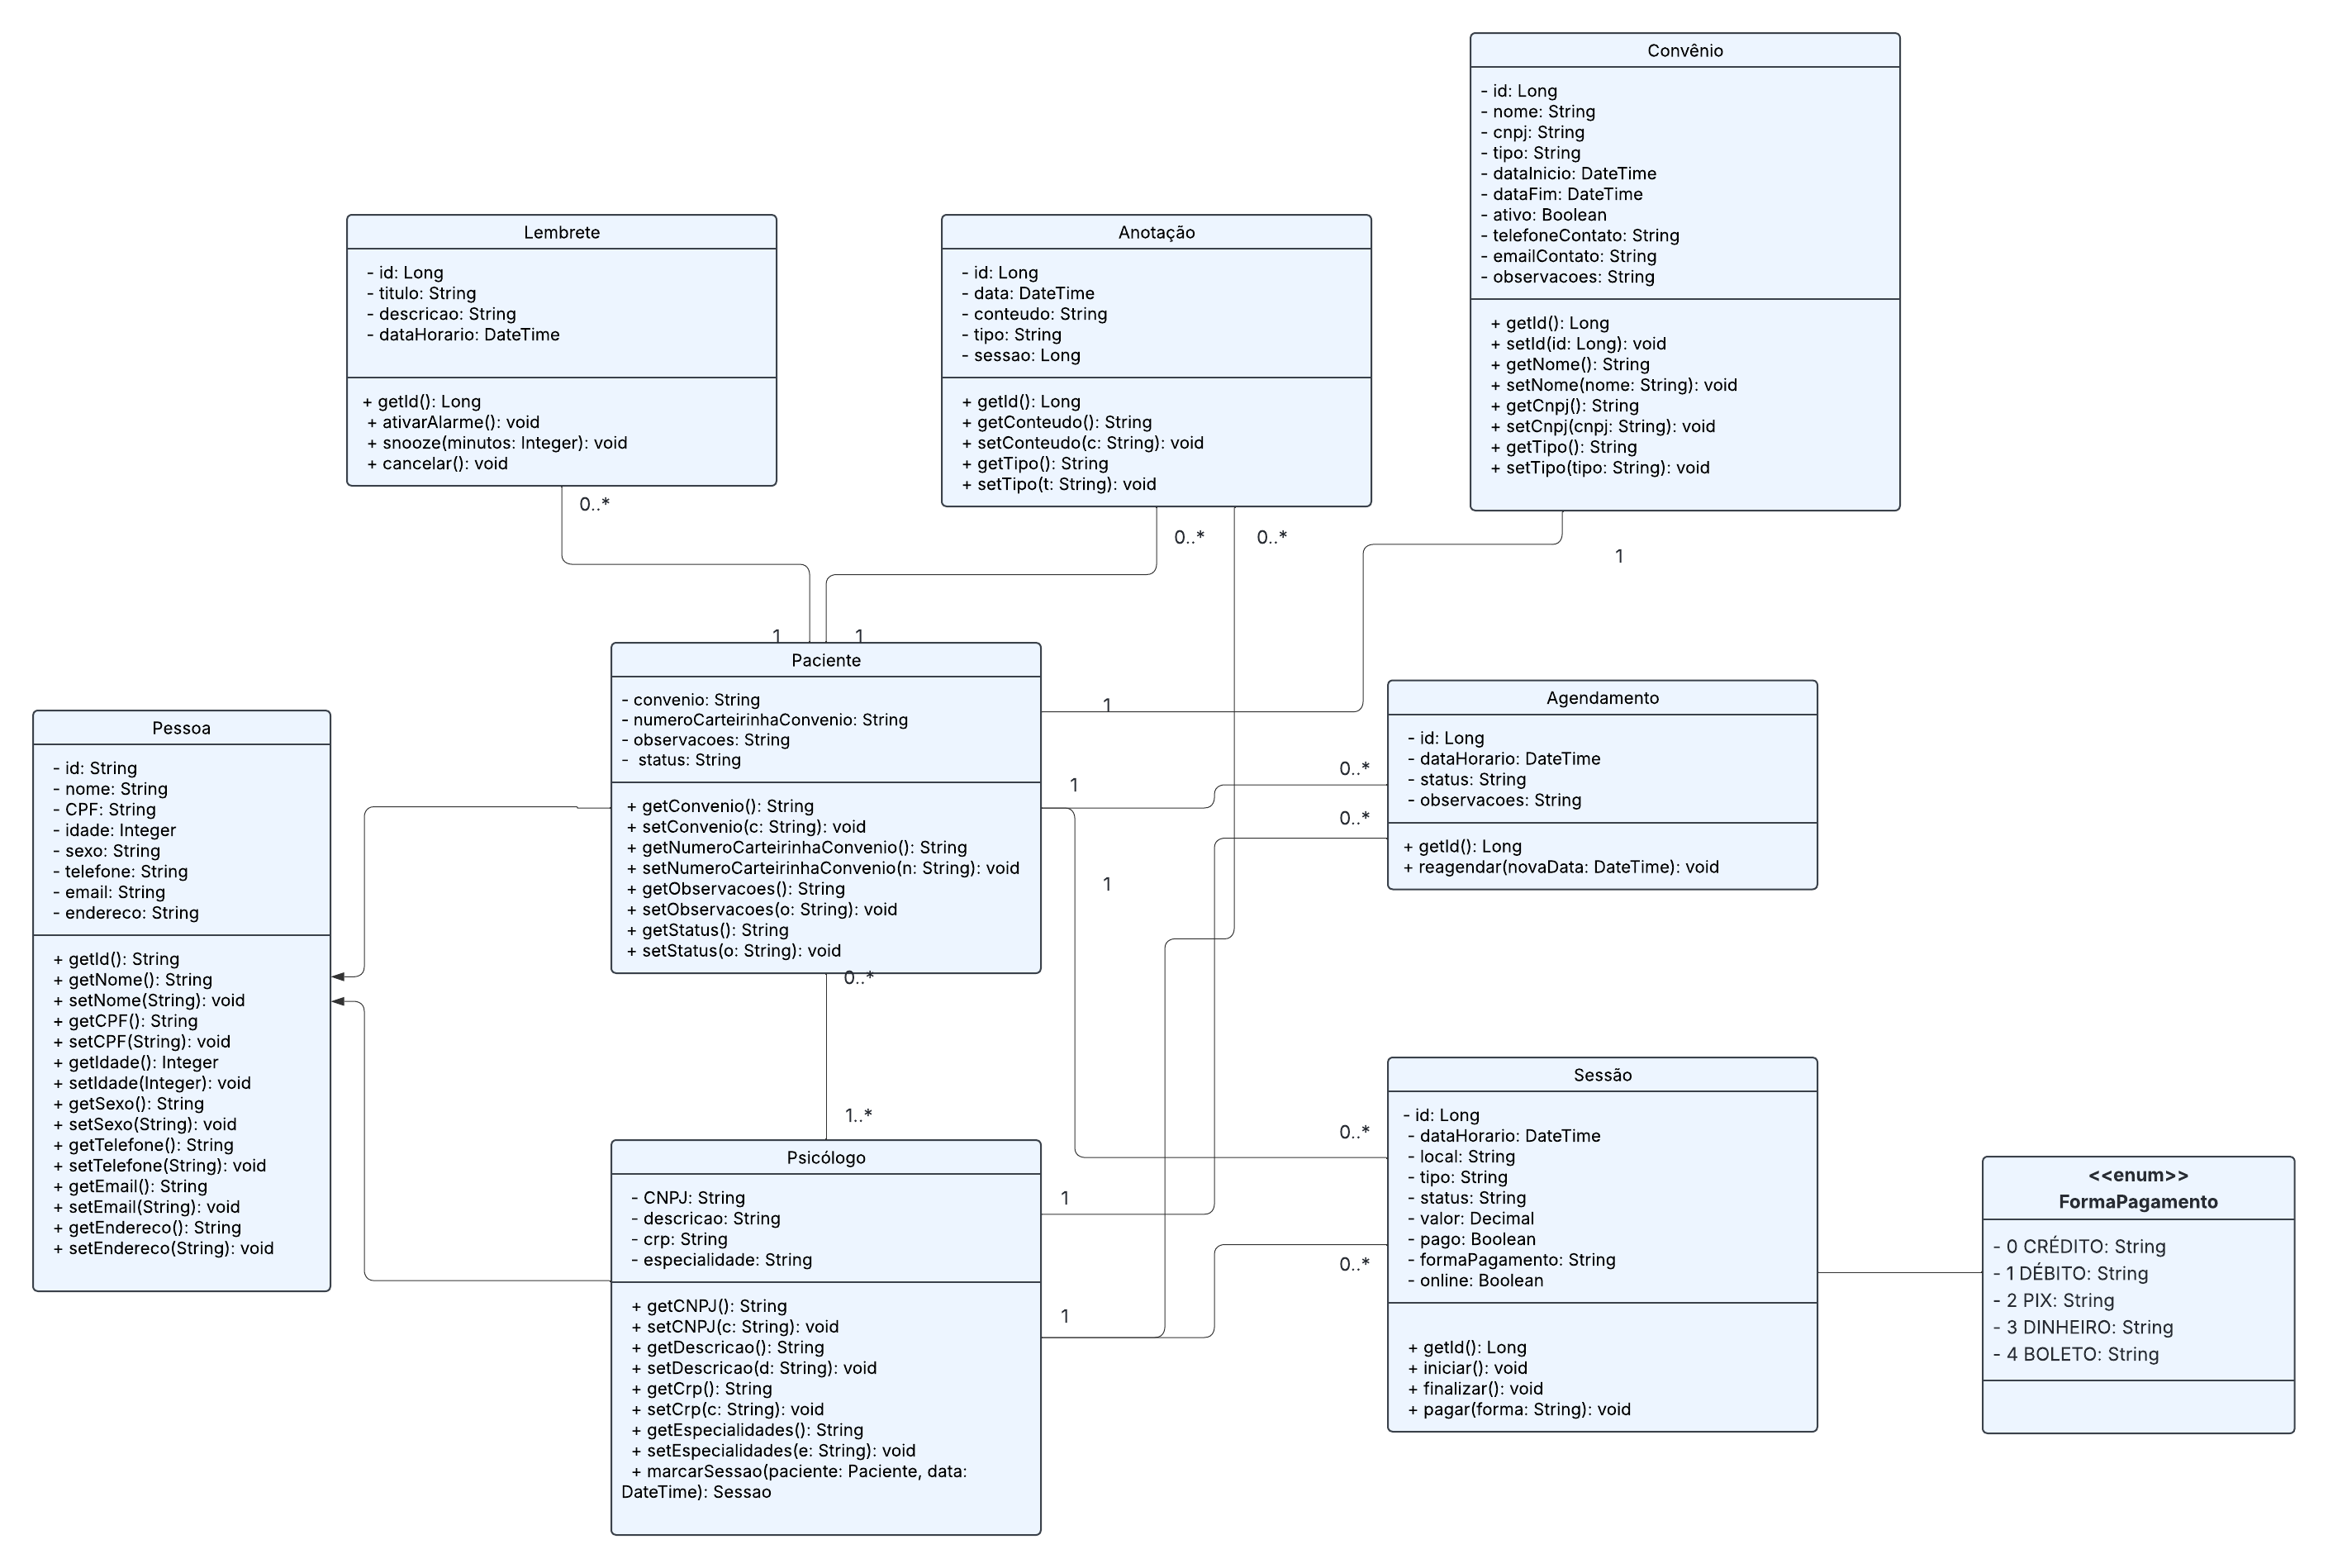 Convênio
- id: Long
- nome: String
- cnpj: String
- tipo: String
- dataInicio: DateTime
- dataFim: DateTime
- ativo: Boolean
- telefoneContato: String
- emailContato: String
- observacoes: String
+ getId(): Long
+ setId(id: Long): void
+ getNome(): String
+ setNome(nome: String): void
+ getCnpj(): String
+ setCnpj(cnpj: String): void
+ getTipo(): String
+ setTipo(tipo: String): void
Lembrete
- id: Long
- titulo: String
- descricao: String
- dataHorario: DateTime
+ getId(): Long
+ ativarAlarme(): void
+ snooze(minutos: Integer): void
+ cancelar(): void
Anotação
- id: Long
- data: DateTime
- conteudo: String
- tipo: String
- sessao: Long
+ getId(): Long
+ getConteudo(): String
+ setConteudo(c: String): void
+ getTipo(): String
+ setTipo(t: String): void
0..*
0..*
0..*
1
1
1
Paciente
- convenio: String
- numeroCarteirinhaConvenio: String
- observacoes: String
- status: String
+ getConvenio(): String
+ setConvenio(c: String): void
+ getNumeroCarteirinhaConvenio(): String
+ setNumeroCarteirinhaConvenio(n: String): void
+ getObservacoes(): String
+ setObservacoes(o: String): void
+ getStatus(): String
+ setStatus(o: String): void
1
1
1
0..*
0..*
Agendamento
- id: Long
- dataHorario: DateTime
- status: String
- observacoes: String
+ getId(): Long
+ reagendar(novaData: DateTime): void
Pessoa
- id: String
- nome: String
- CPF: String
- idade: Integer
- sexo: String
- telefone: String
- email: String
- endereco: String
+ getId(): String
+ getNome(): String
+ setNome(String): void
+ getCPF(): String
+ setCPF(String): void
+ getIdade(): Integer
+ setIdade(Integer): void
+ getSexo(): String
+ setSexo(String): void
+ getTelefone(): String
+ setTelefone(String): void
+ getEmail(): String
+ setEmail(String): void
+ getEndereco(): String
+ setEndereco(String): void
0..*
1..*
Psicólogo
- CNPJ: String
- descricao: String
- crp: String
- especialidade: String
+ getCNPJ(): String
+ setCNPJ(c: String): void
+ getDescricao(): String
+ setDescricao(d: String): void
+ getCrp(): String
+ setCrp(c: String): void
+ getEspecialidades(): String
+ setEspecialidades(e: String): void
+ marcarSessao(paciente: Paciente, data:
DateTime): Sessao
1
1
0..*
0..*
Sessão
- id: Long
- dataHorario: DateTime
- local: String
- tipo: String
- status: String
- valor: Decimal
- pago: Boolean
- formaPagamento: String
- online: Boolean
+ getId(): Long
+ iniciar(): void
+ finalizar(): void
+ pagar(forma: String): void
<<enum>>
FormaPagamento
- 0 CRÉDITO: String
- 1 DÉBITO: String
- 2 PIX: String
- 3 DINHEIRO: String
- 4 BOLETO: String